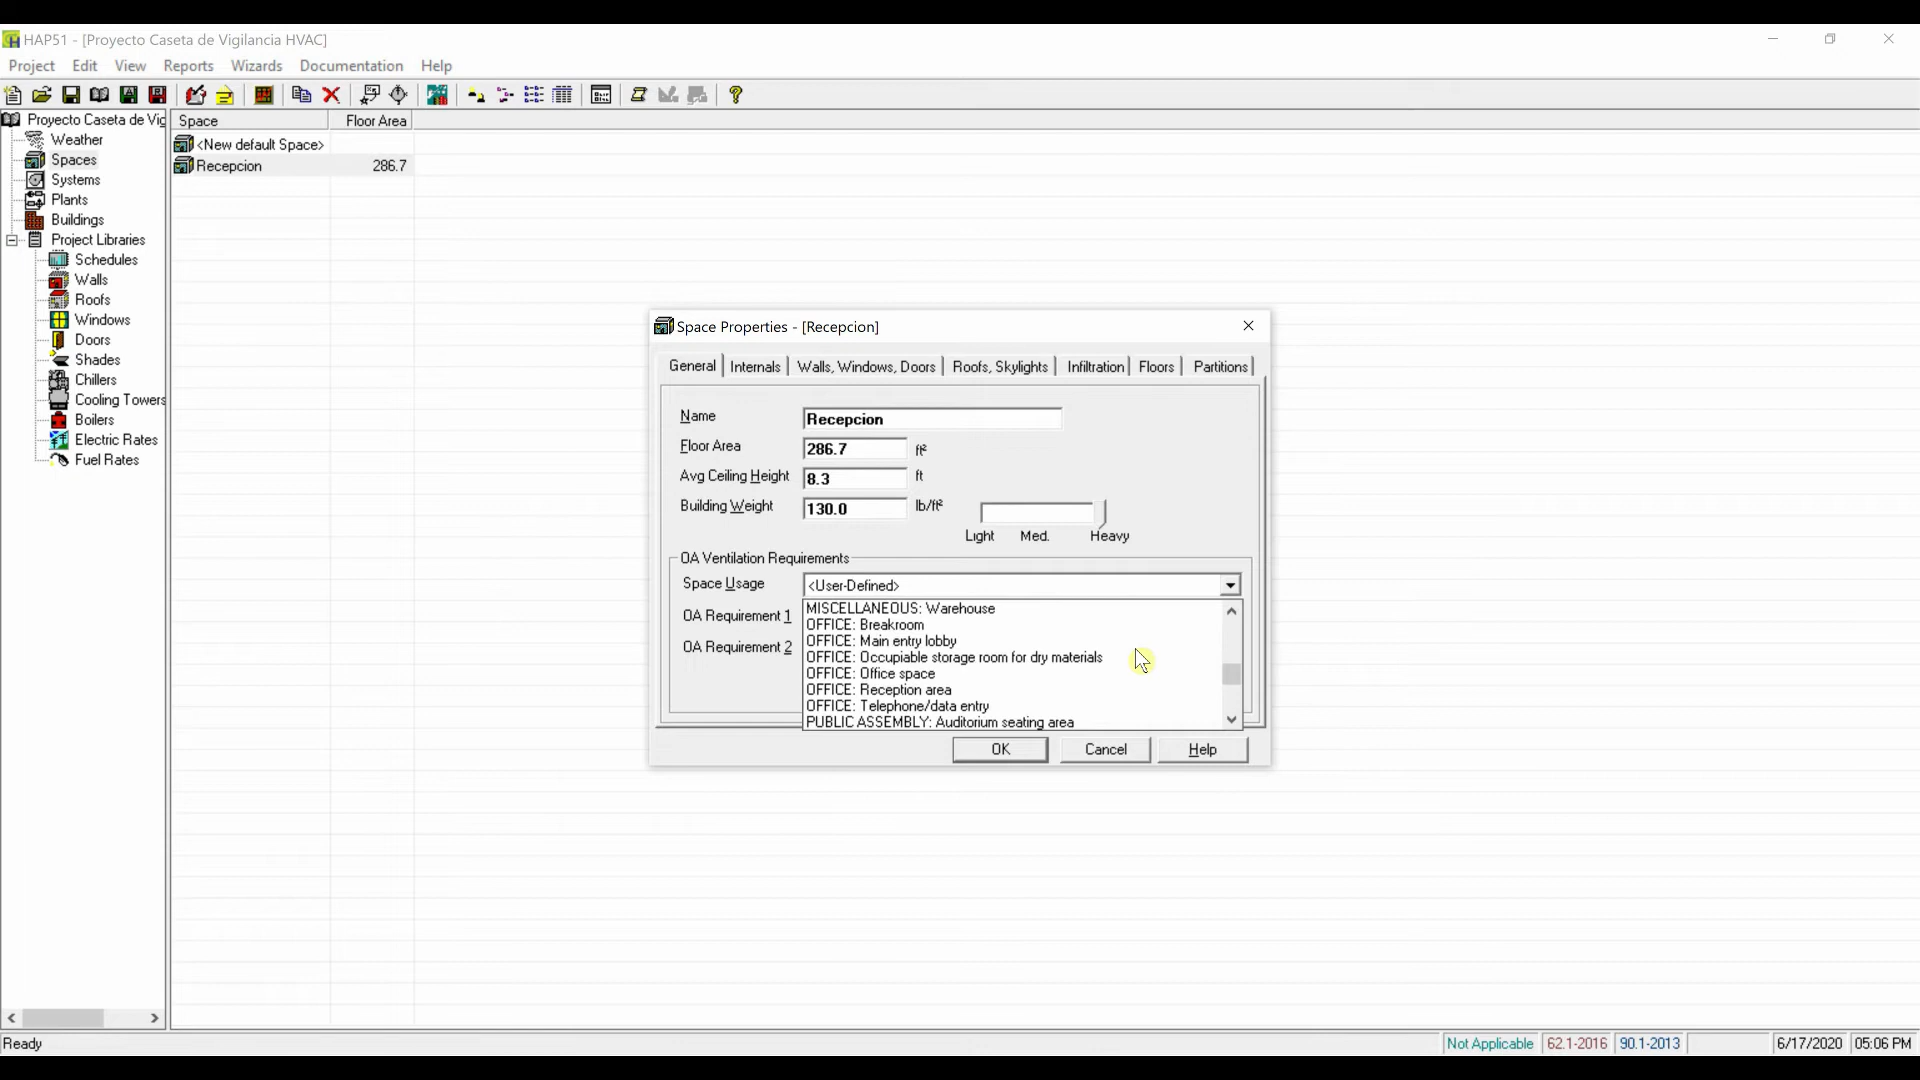 HAP51 - [Proyecto Caseta de Vigilancia HVAC]
Project Edit View Reports Wizards Documentation Help
Proyecto Caseta de Vig
Weather
Spaces
Systems
Plants
Buildings
Project Libraries
Schedules
Walls
Roofs
Windows
Doors
Shades
Chillers
Cooling Towers
Boilers
Electric Rates
Fuel Rates
Space Floor Area
<New default Space>
Recepcion 286.7
Space Properties - [Recepcion]
General Internals Walls, Windows, Doors Roofs, Skylights Infiltration Floors Partitions
Name Recepcion
Floor Area 286.7 ft²
Avg Ceiling Height 8.3 ft
Building Weight 130.0 lb/ft²
Light Med. Heavy
OA Ventilation Requirements
Space Usage <User-Defined>
OA Requirement 1
OA Requirement 2
MISCELLANEOUS: Warehouse
OFFICE: Breakroom
OFFICE: Main entry lobby
OFFICE: Occupiable storage room for dry materials
OFFICE: Office space
OFFICE: Reception area
OFFICE: Telephone/data entry
PUBLIC ASSEMBLY: Auditorium seating area
OK Cancel Help
Ready Not Applicable 62.1-2016 90.1-2013 6/17/2020 05:06 PM